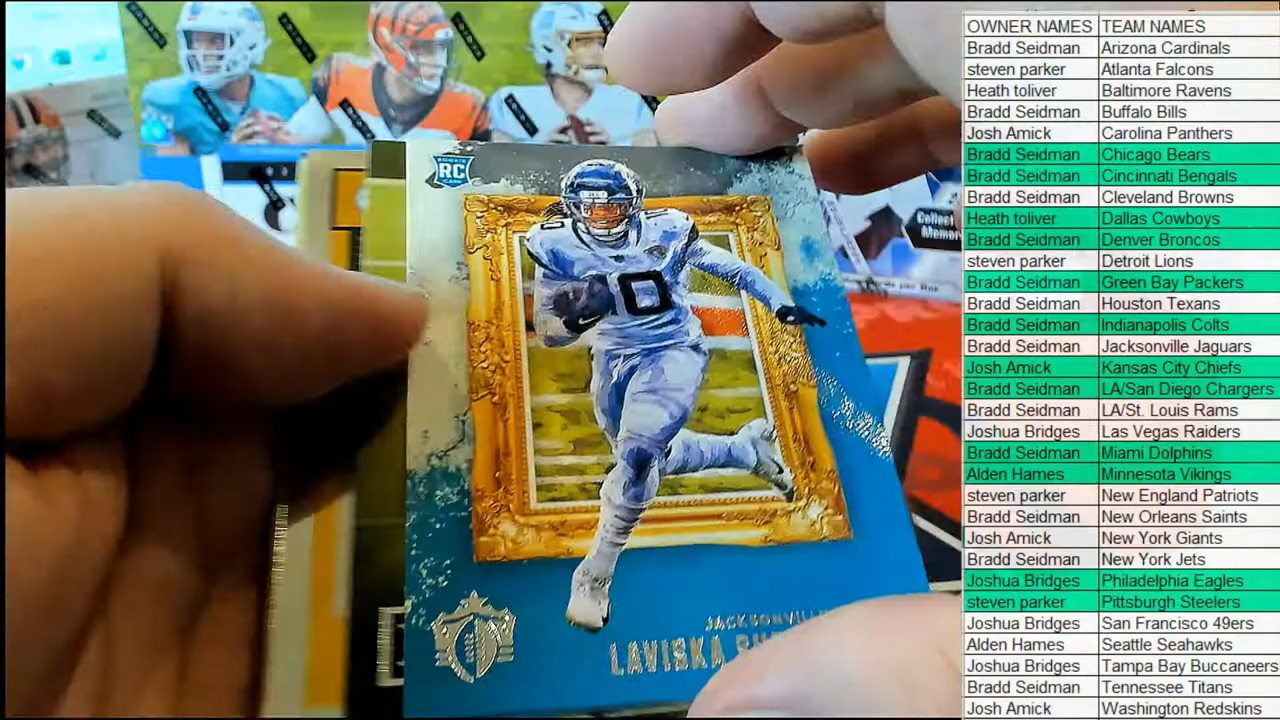 OWNER NAMES TEAM NAMES
Bradd Seidman Arizona Cardinals
steven parker Atlanta Falcons
Heath toliver Baltimore Ravens
Bradd Seidman Buffalo Bills
Josh Amick Carolina Panthers
Bradd Seidman Chicago Bears
Bradd Seidman Cincinnati Bengals
Bradd Seidman Cleveland Browns
Heath toliver Dallas Cowboys
Bradd Seidman Denver Broncos
steven parker Detroit Lions
Bradd Seidman Green Bay Packers
Bradd Seidman Houston Texans
Bradd Seidman Indianapolis Colts
Bradd Seidman Jacksonville Jaguars
Josh Amick Kansas City Chiefs
Bradd Seidman LA/San Diego Chargers
Bradd Seidman LA/St. Louis Rams
Joshua Bridges Las Vegas Raiders
Bradd Seidman Miami Dolphins
Alden Hames Minnesota Vikings
steven parker New England Patriots
Bradd Seidman New Orleans Saints
Josh Amick New York Giants
Bradd Seidman New York Jets
Joshua Bridges Philadelphia Eagles
steven parker Pittsburgh Steelers
Joshua Bridges San Francisco 49ers
Alden Hames Seattle Seahawks
Joshua Bridges Tampa Bay Buccaneers
Bradd Seidman Tennessee Titans
Josh Amick Washington Redskins
ROOKIE
RC
CARD
10
10
LAVISKA
Collect